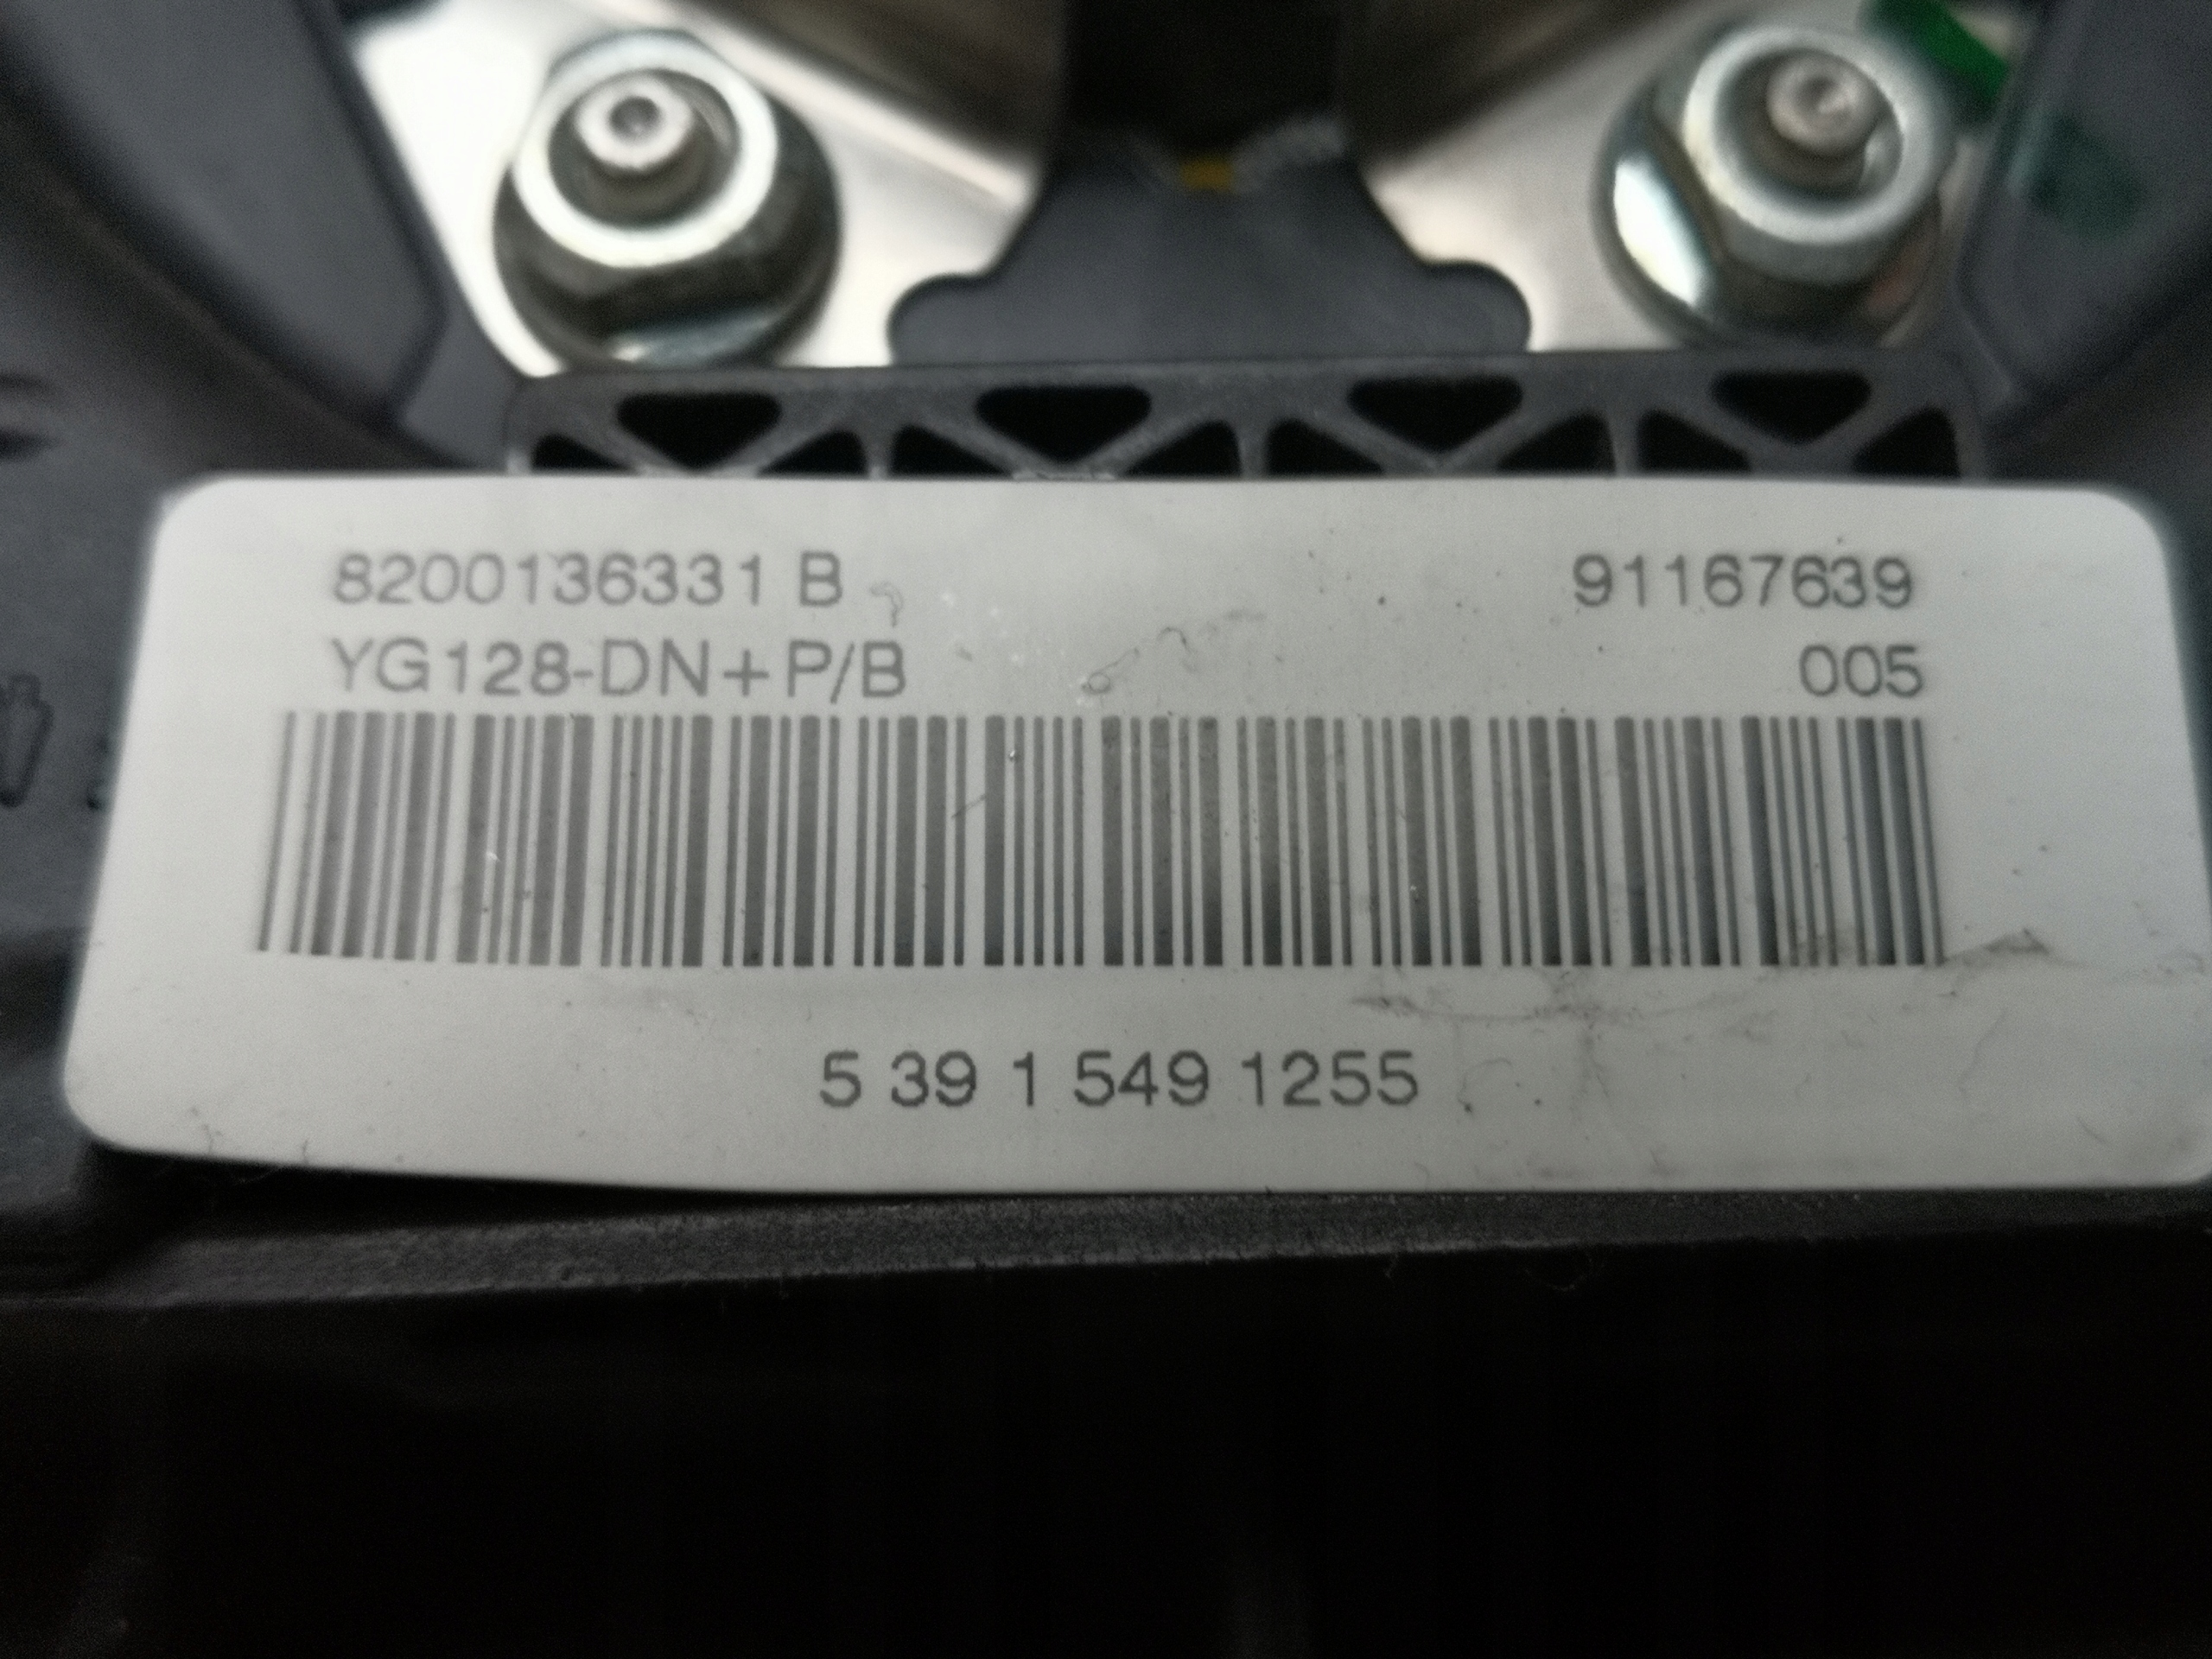 8200136331 B 91167639
YG128-DN+P/B 005
5 39 1 549 1255